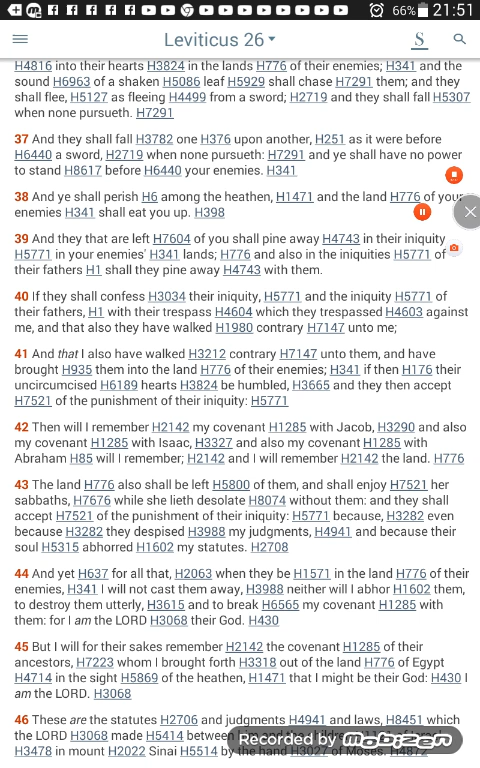 66% 21:51
Leviticus 26 S
H4816 into their hearts H3824 in the lands H776 of their enemies; H341 and the
sound H6963 of a shaken H5086 leaf H5929 shall chase H7291 them; and they
shall flee, H5127 as fleeing H4499 from a sword; H2719 and they shall fall H5307
when none pursueth. H7291
37 And they shall fall H3782 one H376 upon another, H251 as it were before
H6440 a sword, H2719 when none pursueth: H7291 and ye shall have no power
to stand H8617 before H6440 your enemies. H341
38 And ye shall perish H6 among the heathen, H1471 and the land H776 of your
enemies H341 shall eat you up. H398
39 And they that are left H7604 of you shall pine away H4743 in their iniquity
H5771 in your enemies' H341 lands; H776 and also in the iniquities H5771 of
their fathers H1 shall they pine away H4743 with them.
40 If they shall confess H3034 their iniquity, H5771 and the iniquity H5771 of
their fathers, H1 with their trespass H4604 which they trespassed H4603 against
me, and that also they have walked H1980 contrary H7147 unto me;
41 And that I also have walked H3212 contrary H7147 unto them, and have
brought H935 them into the land H776 of their enemies; H341 if then H176 their
uncircumcised H6189 hearts H3824 be humbled, H3665 and they then accept
H7521 of the punishment of their iniquity: H5771
42 Then will I remember H2142 my covenant H1285 with Jacob, H3290 and also
my covenant H1285 with Isaac, H3327 and also my covenant H1285 with
Abraham H85 will I remember; H2142 and I will remember H2142 the land. H776
43 The land H776 also shall be left H5800 of them, and shall enjoy H7521 her
sabbaths, H7676 while she lieth desolate H8074 without them: and they shall
accept H7521 of the punishment of their iniquity: H5771 because, H3282 even
because H3282 they despised H3988 my judgments, H4941 and because their
soul H5315 abhorred H1602 my statutes. H2708
44 And yet H637 for all that, H2063 when they be H1571 in the land H776 of their
enemies, H341 I will not cast them away, H3988 neither will I abhor H1602 them,
to destroy them utterly, H3615 and to break H6565 my covenant H1285 with
them: for I am the LORD H3068 their God. H430
45 But I will for their sakes remember H2142 the covenant H1285 of their
ancestors, H7223 whom I brought forth H3318 out of the land H776 of Egypt
H4714 in the sight H5869 of the heathen, H1471 that I might be their God: H430 I
am the LORD. H3068
46 These are the statutes H2706 and judgments H4941 and laws, H8451 which
the LORD H3068 made H5414 between him and the children
H3478 in mount H2022 Sinai H5514 by the hand H3027 of Moses. H4872
Recorded by mobizen